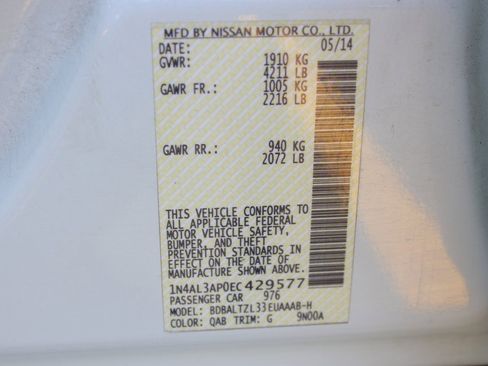 MFD BY NISSAN MOTOR CO., LTD.
DATE: 05/14
GVWR: 1910 KG
4211 LB
GAWR FR.: 1005 KG
2216 LB
GAWR RR.: 940 KG
2072 LB
THIS VEHICLE CONFORMS TO
ALL APPLICABLE FEDERAL
MOTOR VEHICLE SAFETY,
BUMPER, AND THEFT
PREVENTION STANDARDS IN
EFFECT ON THE DATE OF
MANUFACTURE SHOWN ABOVE.
1N4AL3AP0EC429577
PASSENGER CAR 976
MODEL: BDBALTZL33EUAAAB-H
COLOR: QAB TRIM: G 9N00A